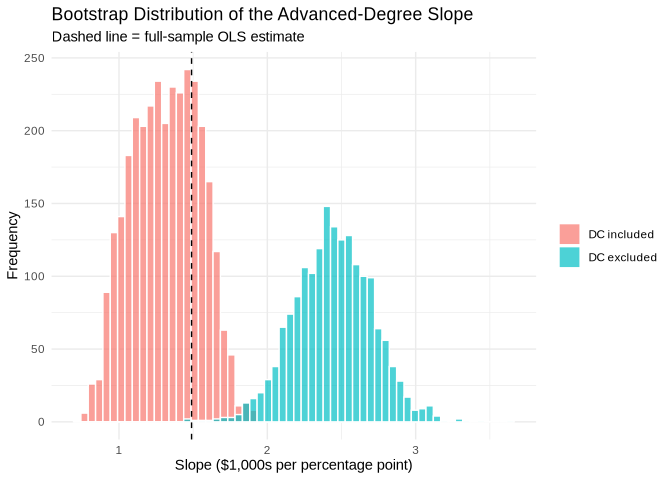 Bootstrap Distribution of the Advanced-Degree Slope
Dashed line = full-sample OLS estimate
250
200
150
100
50
0
Frequency
1
2
3
Slope ($1,000s per percentage point)
DC included
DC excluded